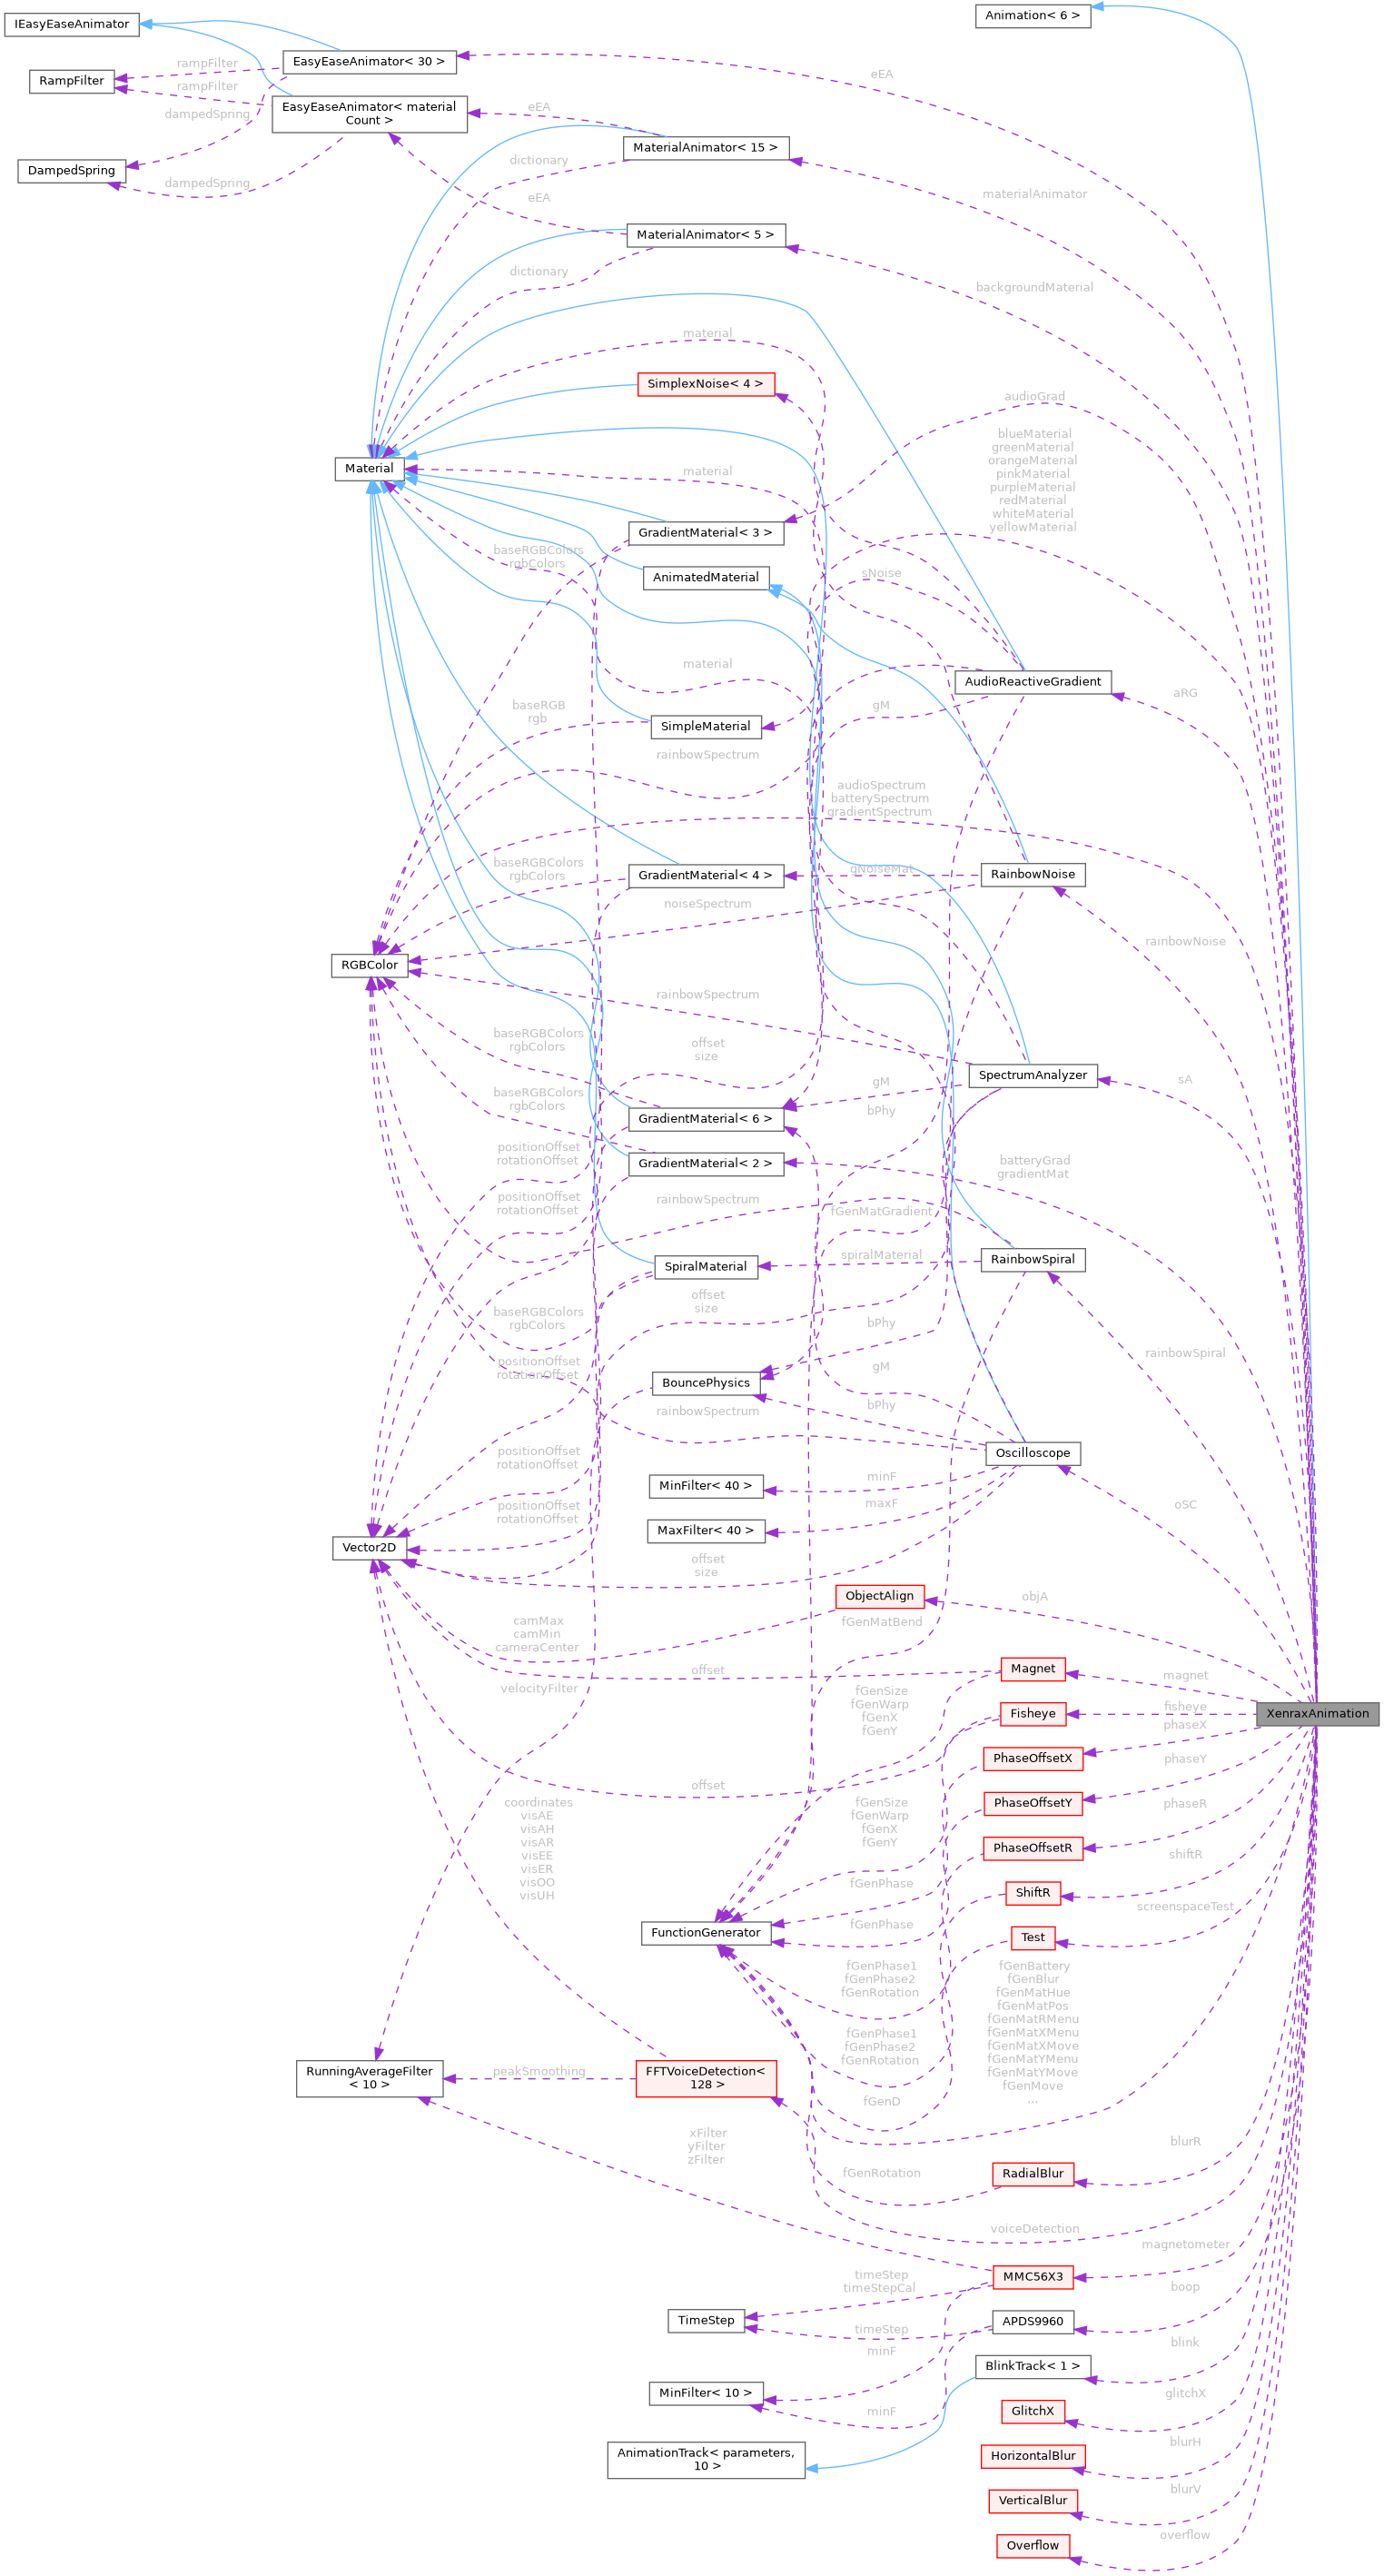 IEasyEaseAnimator
Animation< 6 >
EasyEaseAnimator< 30 >
rampFilter
eEA
RampFilter
rampFilter
EasyEaseAnimator< material
Count >
eEA
dampedSpring
MaterialAnimator< 15 >
dictionary
DampedSpring
dampedSpring
eEA
materialAnimator
MaterialAnimator< 5 >
dictionary
backgroundMaterial
material
SimplexNoise< 4 >
audioGrad
blueMaterial
greenMaterial
orangeMaterial
pinkMaterial
purpleMaterial
redMaterial
whiteMaterial
yellowMaterial
Material
material
GradientMaterial< 3 >
baseRGBColors
rgbColors
AnimatedMaterial
sNoise
material
AudioReactiveGradient
aRG
baseRGB
rgb
gM
SimpleMaterial
rainbowSpectrum
audioSpectrum
batterySpectrum
gradientSpectrum
baseRGBColors
rgbColors
GradientMaterial< 4 >
gNoiseMat
RainbowNoise
noiseSpectrum
rainbowNoise
RGBColor
rainbowSpectrum
baseRGBColors
rgbColors
offset
size
SpectrumAnalyzer
sA
gM
baseRGBColors
rgbColors
GradientMaterial< 6 >
bPhy
positionOffset
rotationOffset
GradientMaterial< 2 >
batteryGrad
gradientMat
positionOffset
rotationOffset
rainbowSpectrum
fGenMatGradient
SpiralMaterial
spiralMaterial
RainbowSpiral
baseRGBColors
rgbColors
offset
size
bPhy
rainbowSpiral
positionOffset
rotationOffset
BouncePhysics
gM
rainbowSpectrum
bPhy
positionOffset
rotationOffset
Oscilloscope
MinFilter< 40 >
minF
positionOffset
rotationOffset
maxF
oSC
MaxFilter< 40 >
Vector2D
offset
size
ObjectAlign
objA
camMax
camMin
cameraCenter
fGenMatBend
offset
Magnet
magnet
velocityFilter
fGenSize
fGenWarp
fGenX
fGenY
Fisheye
fisheye
XenraxAnimation
phaseX
PhaseOffsetX
phaseY
offset
coordinates
visAE
visAH
visAR
visEE
visER
visOO
visUH
fGenSize
fGenWarp
fGenX
fGenY
PhaseOffsetY
phaseR
PhaseOffsetR
shiftR
fGenPhase
ShiftR
screenspaceTest
FunctionGenerator
fGenPhase
Test
fGenPhase1
fGenPhase2
fGenRotation
fGenBattery
fGenBlur
fGenMatHue
fGenMatPos
fGenMatRMenu
fGenMatXMenu
fGenMatXMove
fGenMatYMenu
fGenMatYMove
fGenMove
...
fGenPhase1
fGenPhase2
fGenRotation
RunningAverageFilter
< 10 >
peakSmoothing
FFTVoiceDetection<
128 >
fGenD
xFilter
yFilter
zFilter
blurR
RadialBlur
fGenRotation
voiceDetection
magnetometer
MMC56X3
timeStep
timeStepCal
boop
TimeStep
timeStep
APDS9960
minF
blink
BlinkTrack< 1 >
MinFilter< 10 >
glitchX
minF
GlitchX
blurH
AnimationTrack< parameters,
10 >
HorizontalBlur
blurV
VerticalBlur
overflow
Overflow